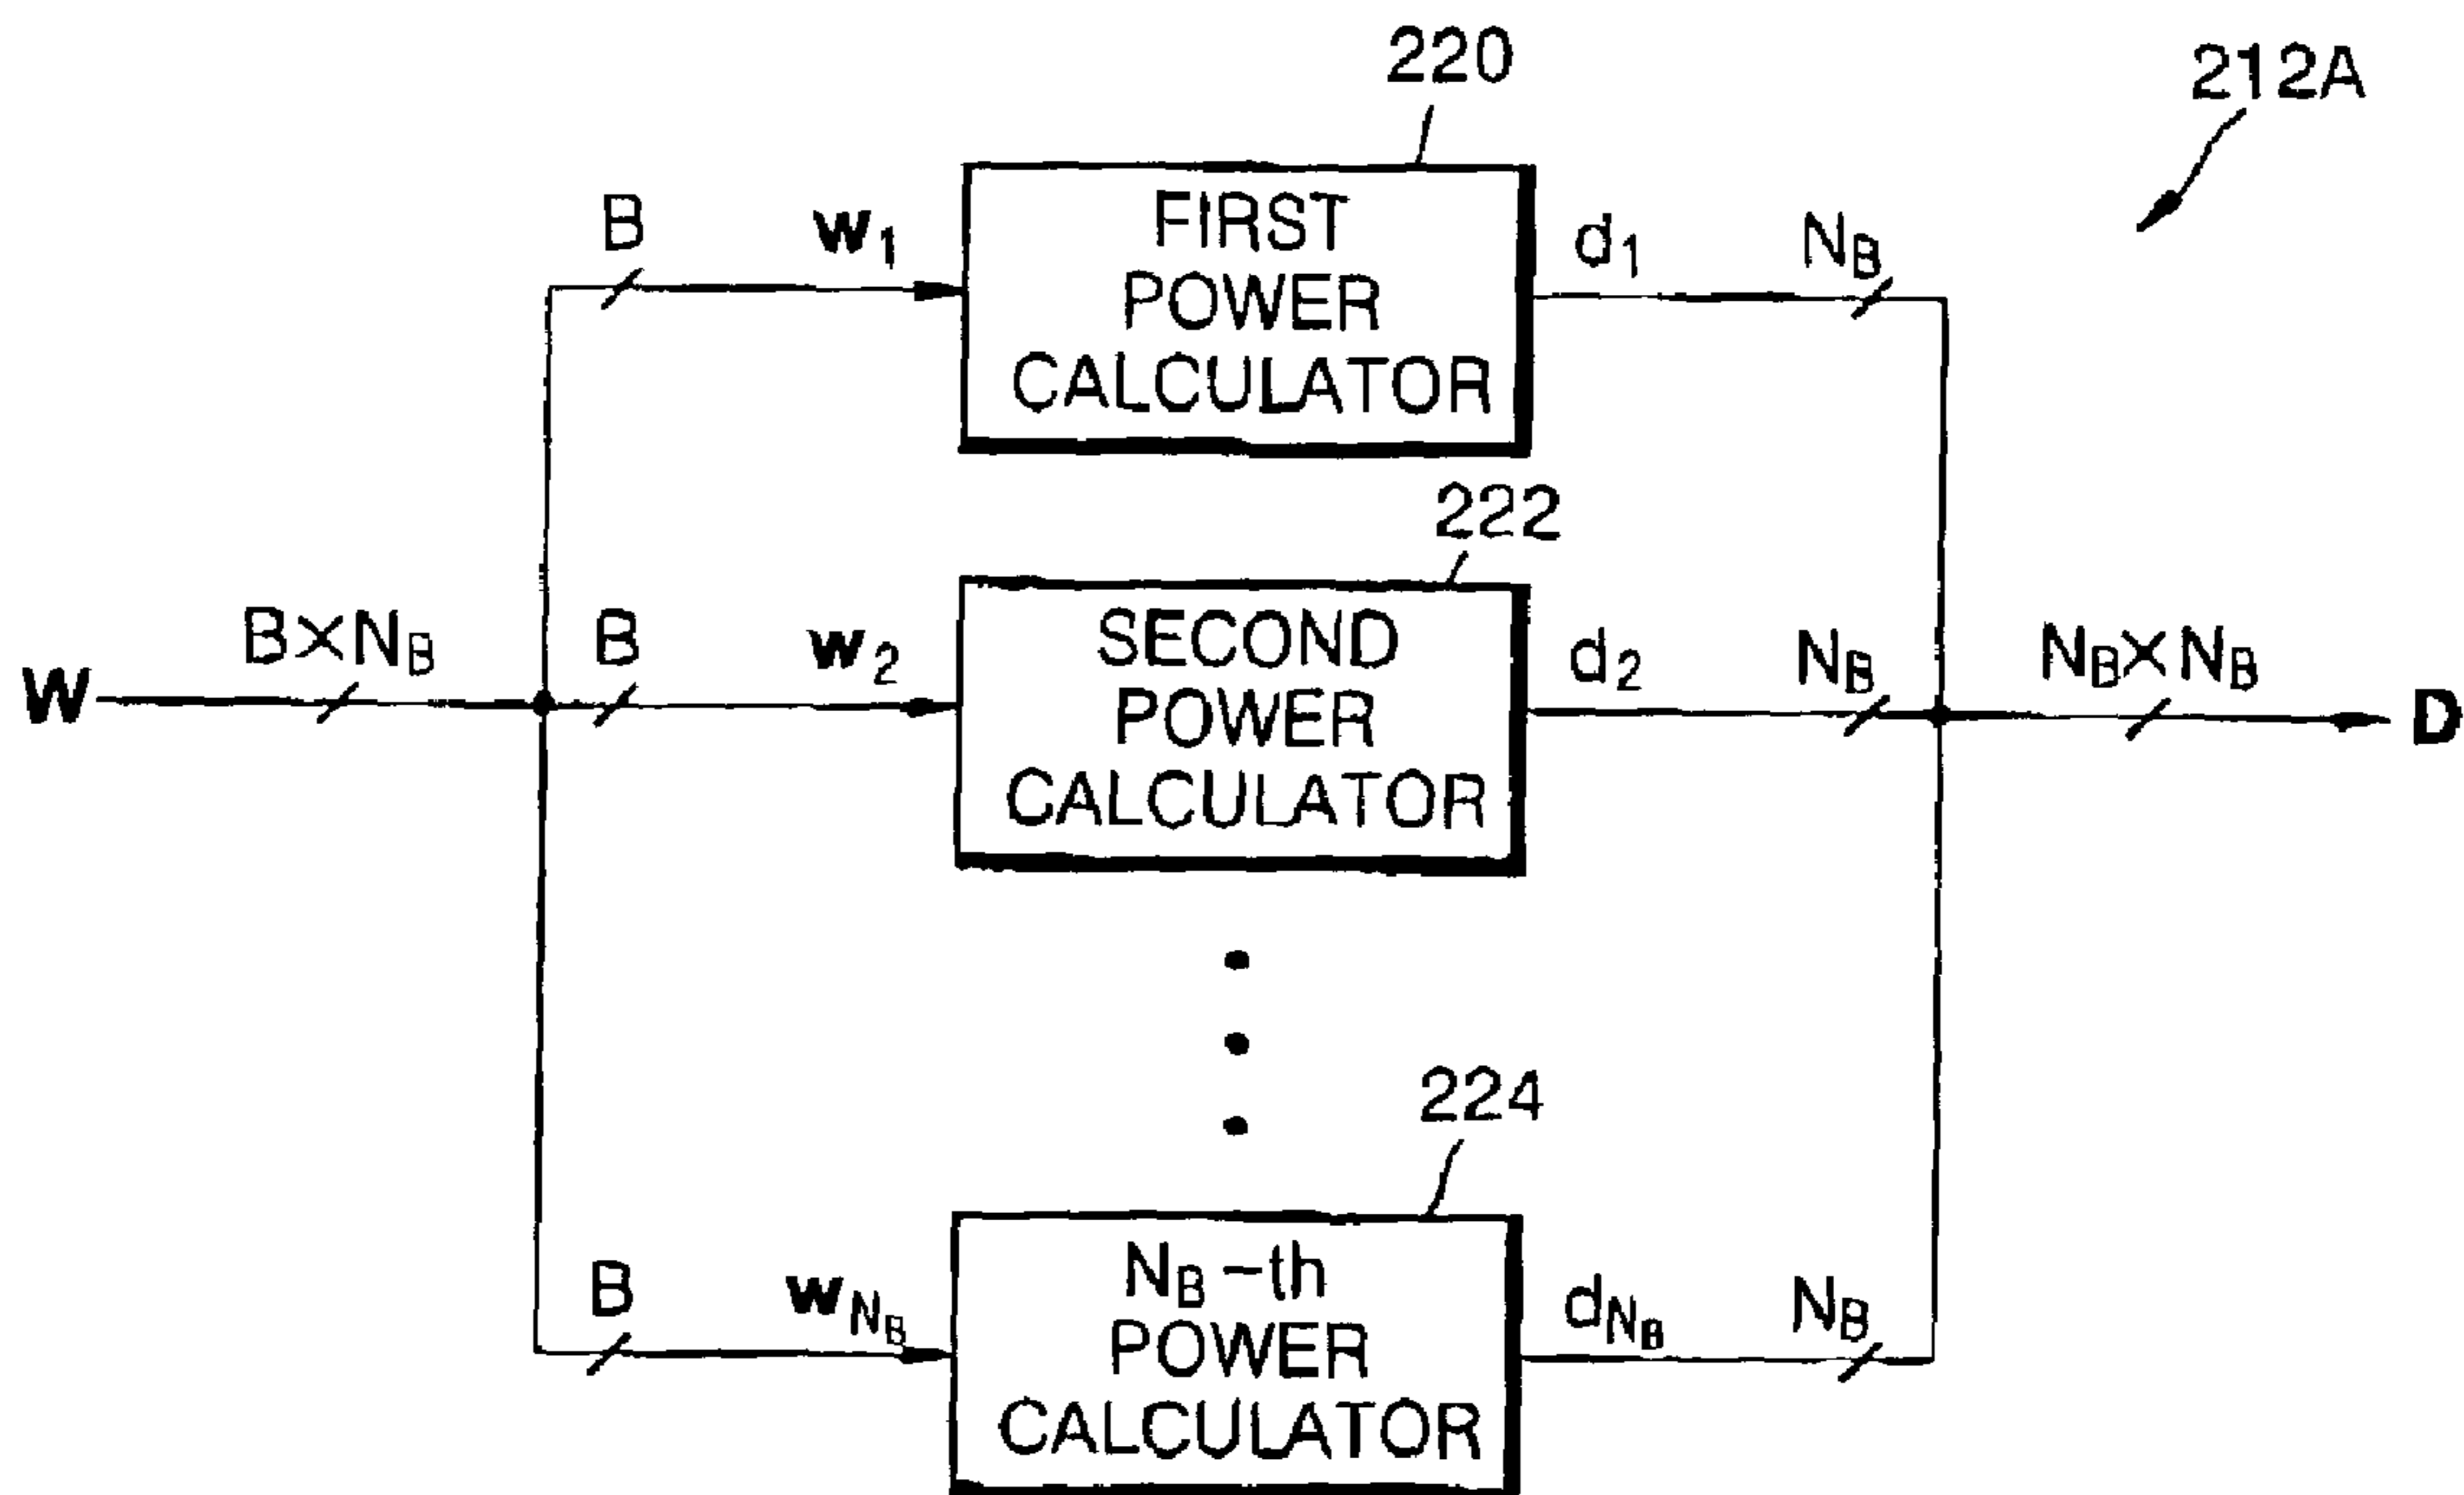 220
212A
B
w1
FIRST
POWER
CALCULATOR
d1
NB
222
W
B×NB
B
w2
SECOND
POWER
CALCULATOR
d2
NB
NB×NB
D
224
B
wNB
NB-th
POWER
CALCULATOR
dNB
NB